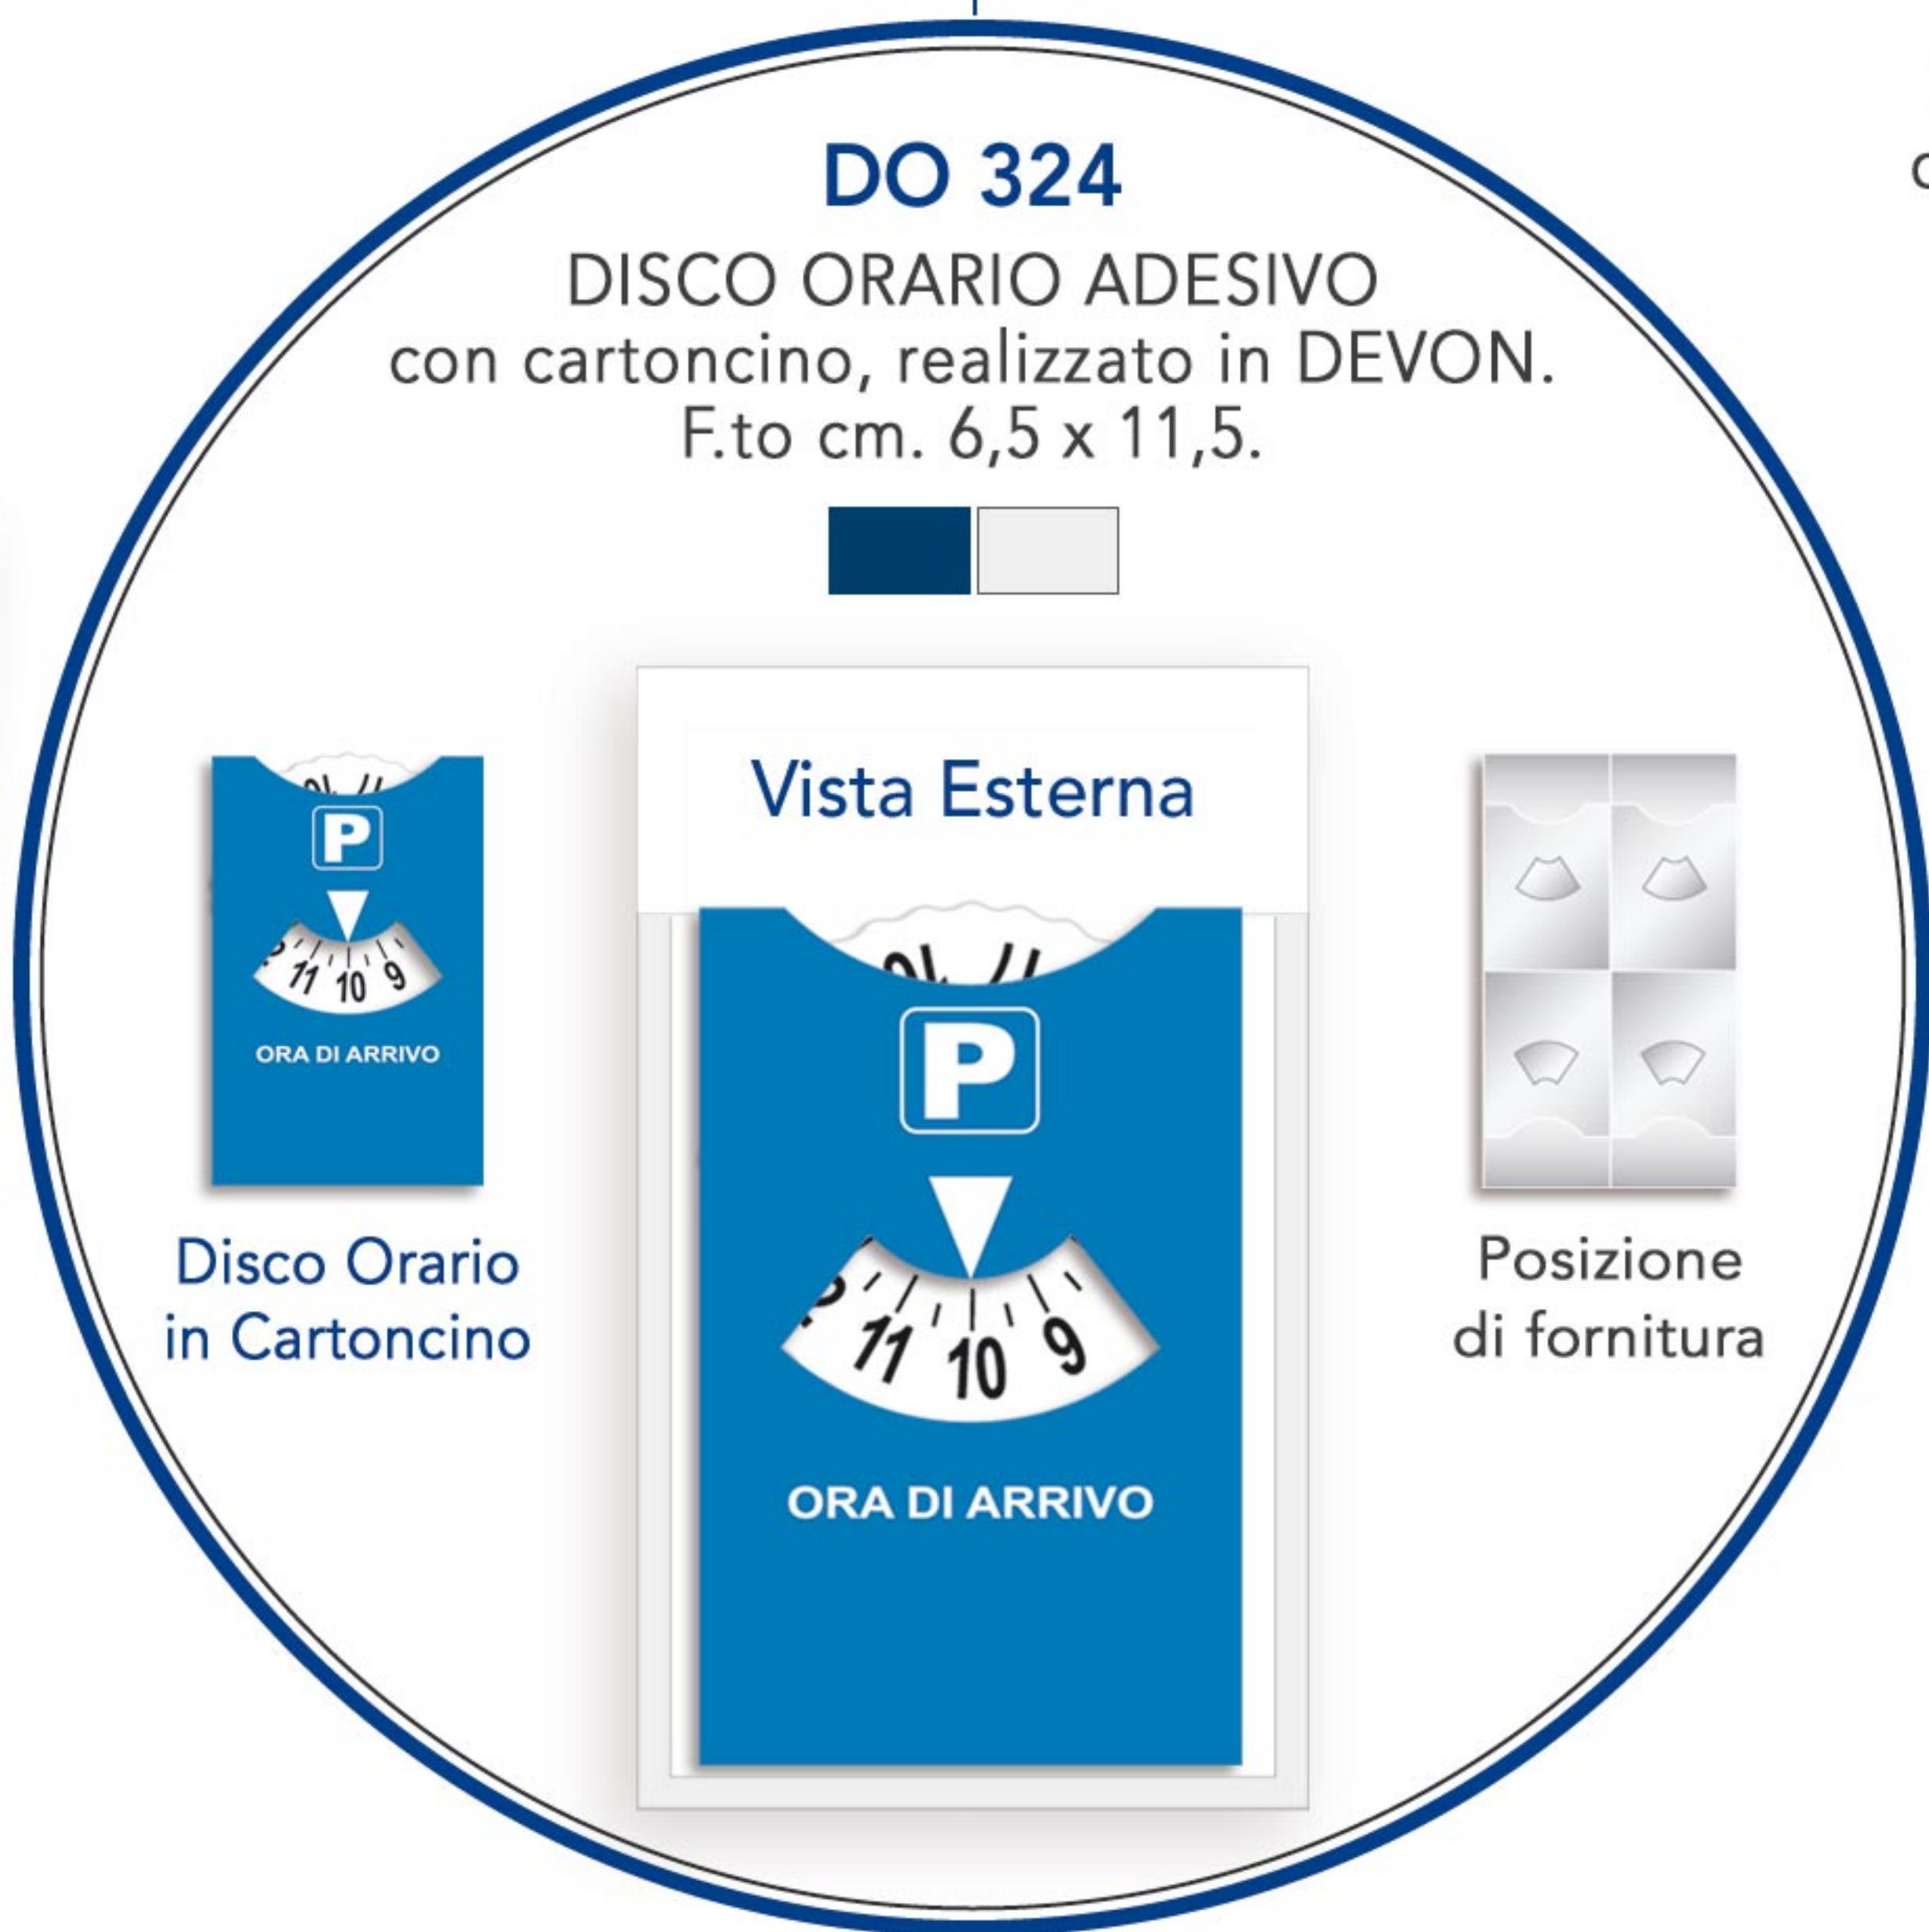 DO 324
DISCO ORARIO ADESIVO
con cartoncino, realizzato in DEVON.
F.to cm. 6,5 x 11,5.
Vista Esterna
P
11 10 9
ORA DI ARRIVO
Disco Orario
in Cartoncino
P
11 10 9
ORA DI ARRIVO
Posizione
di fornitura